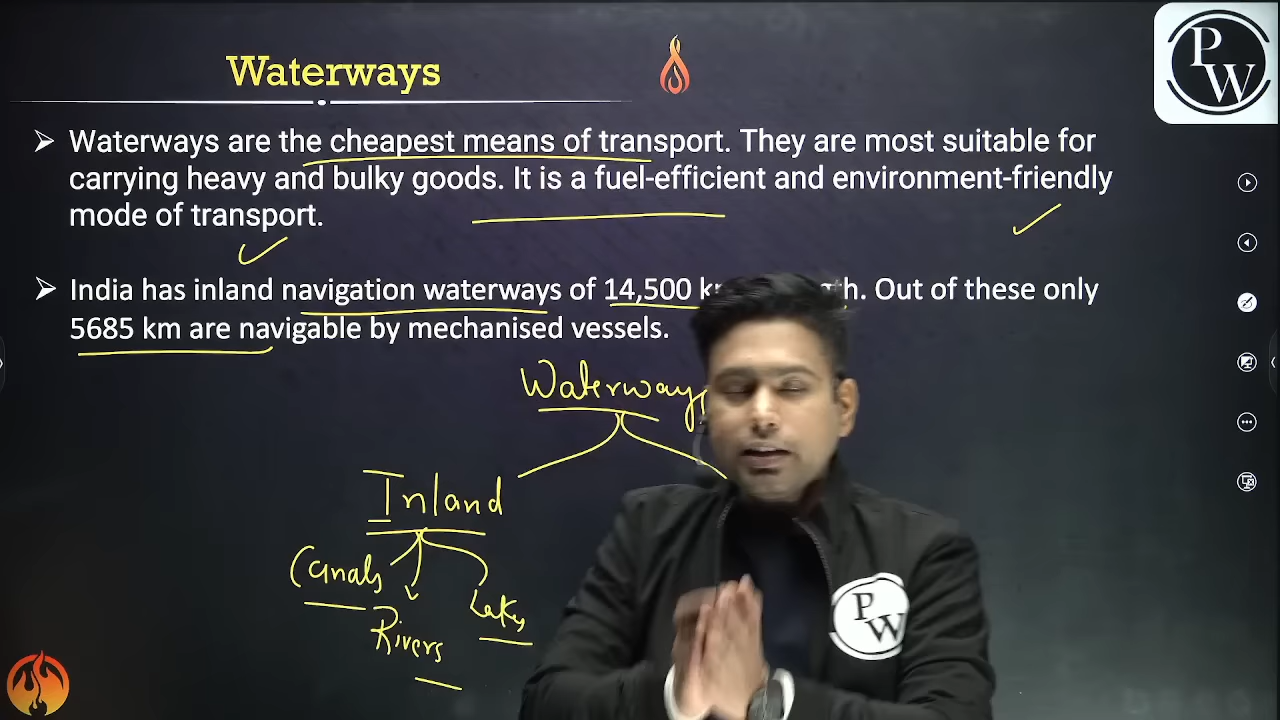 Waterways
PW
Waterways are the cheapest means of transport. They are most suitable for
carrying heavy and bulky goods. It is a fuel-efficient and environment-friendly
mode of transport.
India has inland navigation waterways of 14,500 Out of these only
5685 km are navigable by mechanised vessels.
Waterways
Inland
Canals
Rivers
Lakes
PW